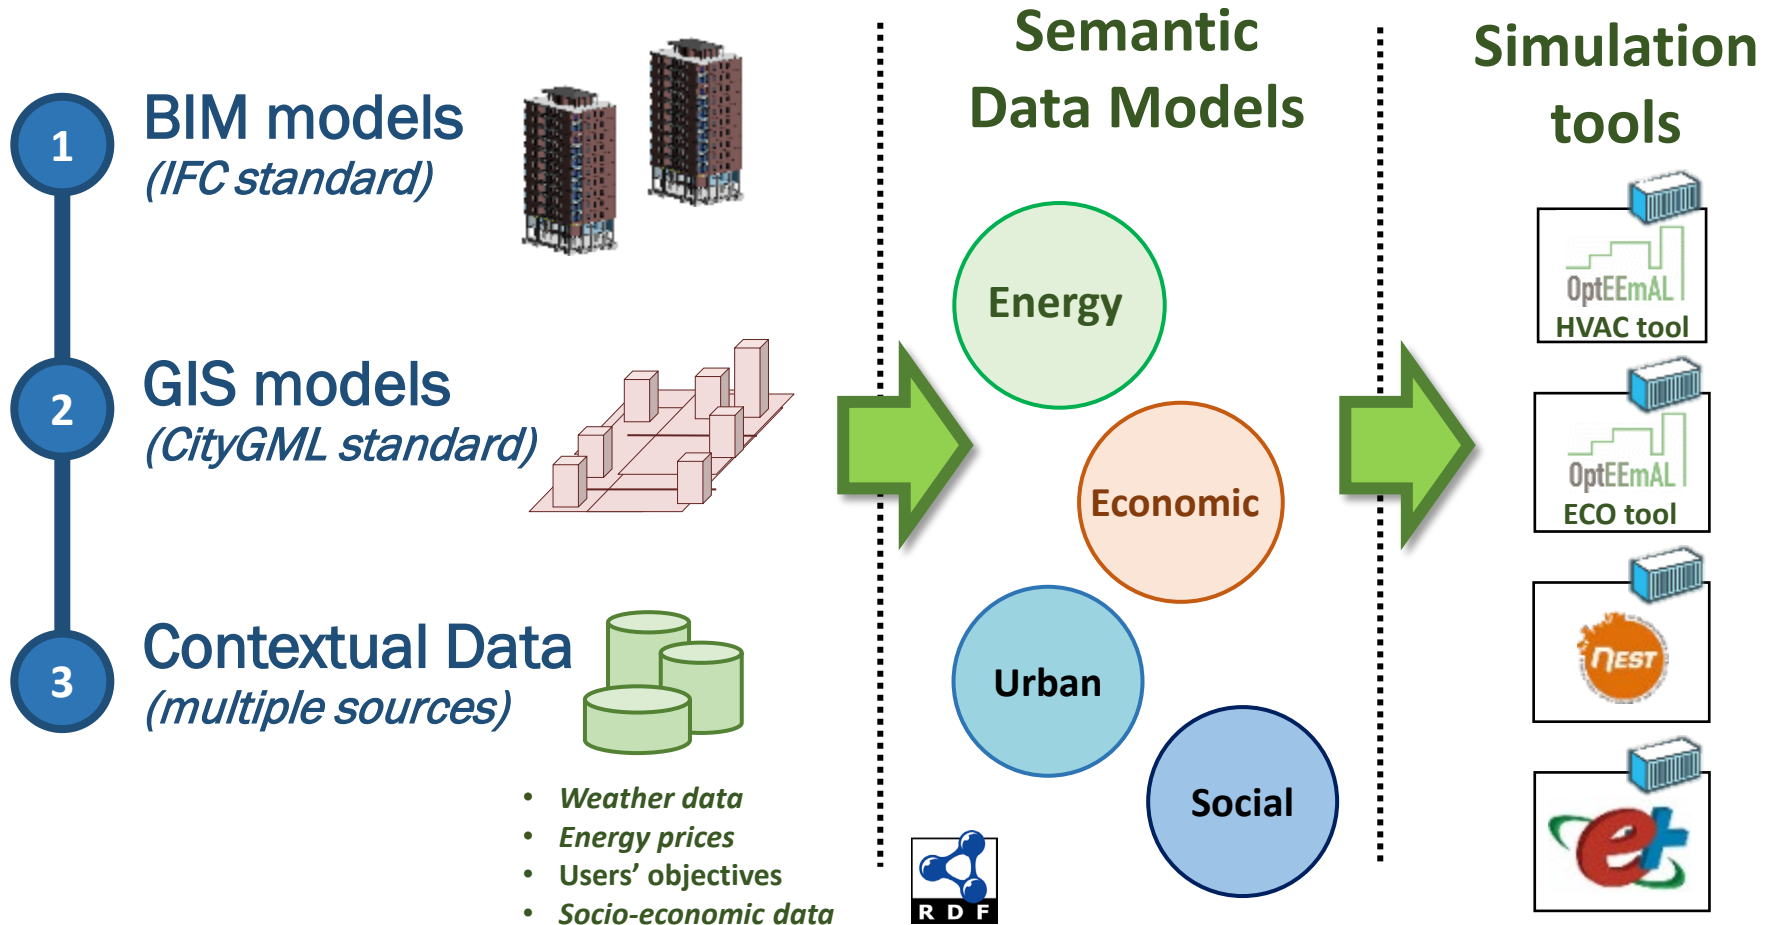 1
BIM models
(IFC standard)
2
GIS models
(CityGML standard)
3
Contextual Data
(multiple sources)
• Weather data
• Energy prices
• Users’ objectives
• Socio-economic data
Semantic
Data Models
Energy
Economic
Urban
Social
RDF
Simulation
tools
OptEEmAL
HVAC tool
OptEEmAL
ECO tool
nEST
e+